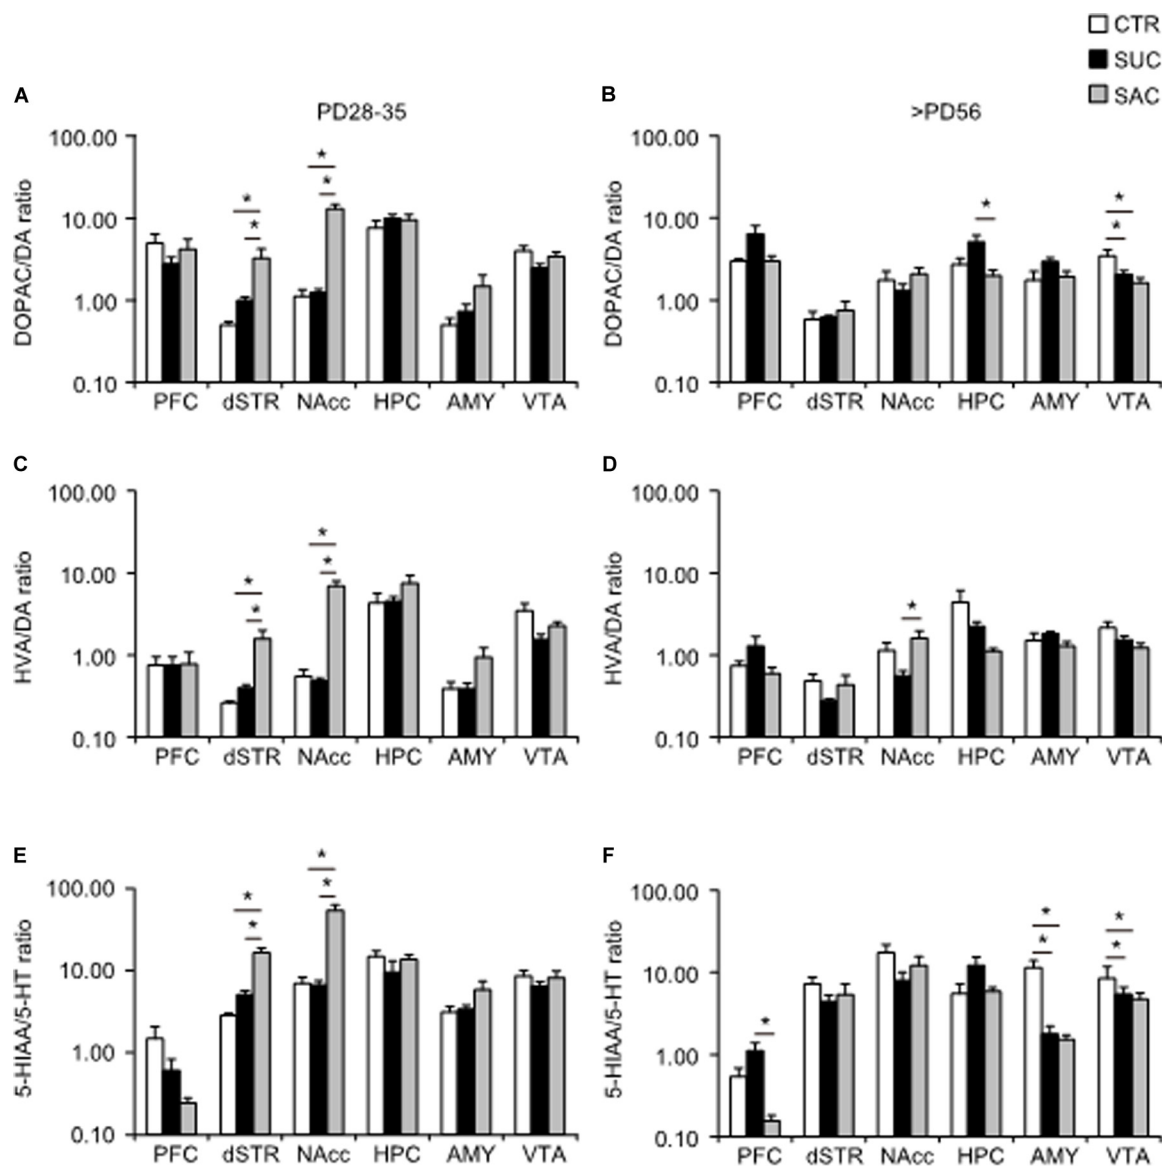 CTR
SUC
SAC
A
PD28-35
100.00
10.00
1.00
0.10
DOPAC/DA ratio
* * * *
PFC dSTR NAcc HPC AMY VTA
B
>PD56
100.00
10.00
1.00
0.10
DOPAC/DA ratio
* * *
PFC dSTR NAcc HPC AMY VTA
C
100.00
10.00
1.00
0.10
HVA/DA ratio
* * * *
PFC dSTR NAcc HPC AMY VTA
D
100.00
10.00
1.00
0.10
HVA/DA ratio
*
PFC dSTR NAcc HPC AMY VTA
E
100.00
10.00
1.00
0.10
5-HIAA/5-HT ratio
* * * *
PFC dSTR NAcc HPC AMY VTA
F
100.00
10.00
1.00
0.10
5-HIAA/5-HT ratio
* * * * *
PFC dSTR NAcc HPC AMY VTA